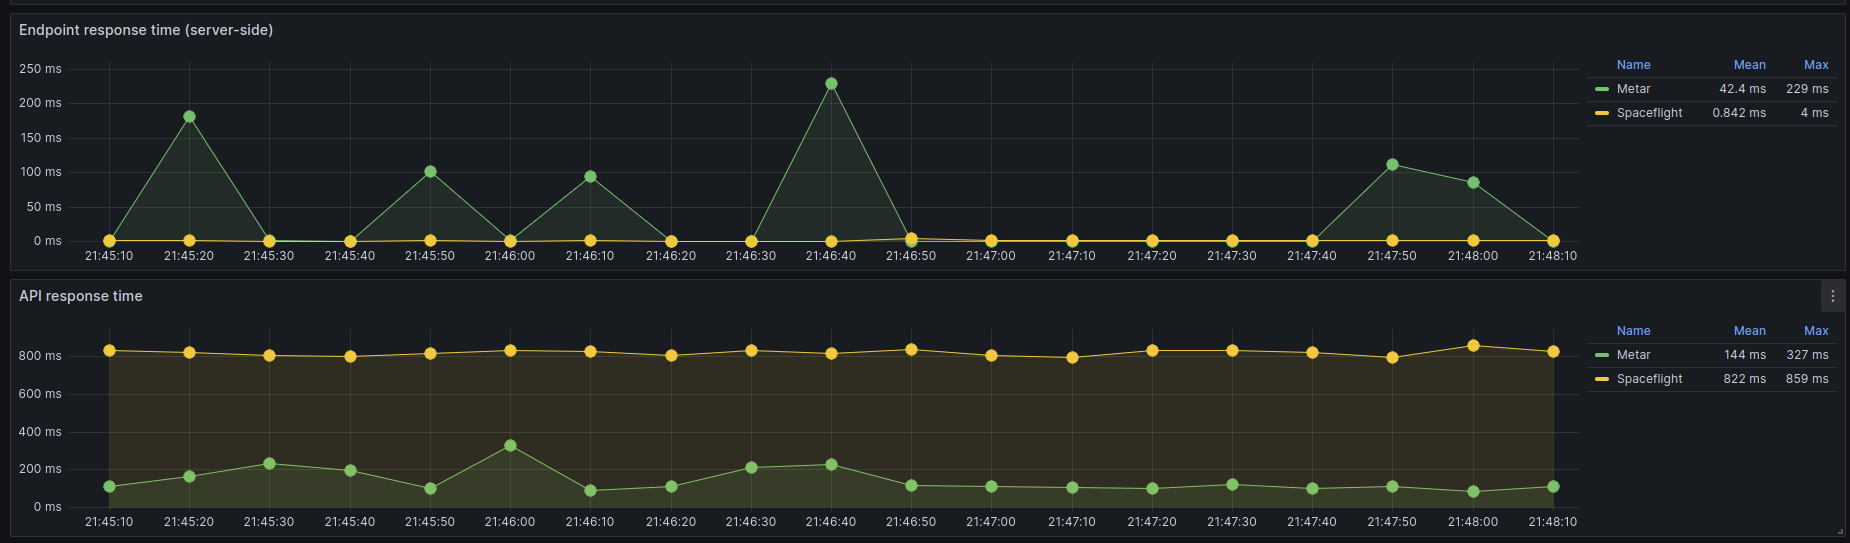 Endpoint response time (server-side)
250 ms
200 ms
150 ms
100 ms
50 ms
0 ms
21:45:10 21:45:20 21:45:30 21:45:40 21:45:50 21:46:00 21:46:10 21:46:20 21:46:30 21:46:40 21:46:50 21:47:00 21:47:10 21:47:20 21:47:30 21:47:40 21:47:50 21:48:00 21:48:10
Name Mean Max
Metar 42.4 ms 229 ms
Spaceflight 0.842 ms 4 ms
API response time
800 ms
600 ms
400 ms
200 ms
0 ms
21:45:10 21:45:20 21:45:30 21:45:40 21:45:50 21:46:00 21:46:10 21:46:20 21:46:30 21:46:40 21:46:50 21:47:00 21:47:10 21:47:20 21:47:30 21:47:40 21:47:50 21:48:00 21:48:10
Name Mean Max
Metar 144 ms 327 ms
Spaceflight 822 ms 859 ms